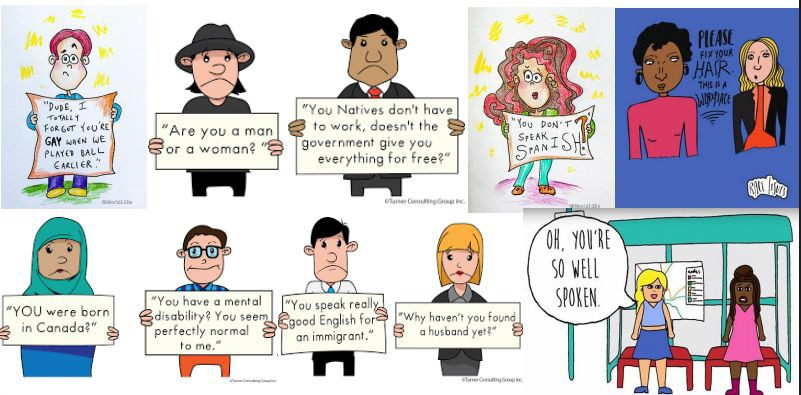 "DUDE, I
TOTALLY
FORGOT YOU'RE
GAY WHEN WE
PLAYED BALL
EARLIER."
@WorldLillie
"Are you a man
or a woman?"
"You Natives don't have
to work, doesn't the
government give you
everything for free?"
©Turner Consulting Group Inc.
"YOU DON'T
SPEAK
SPANISH?!
@WorldLillie
PLEASE
FIX YOUR
HAIR.
THIS IS A
WORKPLACE
"YOU were born
in Canada?"
"You have a mental
disability? You seem
perfectly normal
to me."
©Turner Consulting Group Inc.
"You speak really
good English for
an immigrant."
"Why haven't you found
a husband yet?"
©Turner Consulting Group Inc.
OH, YOU'RE
SO WELL
SPOKEN.